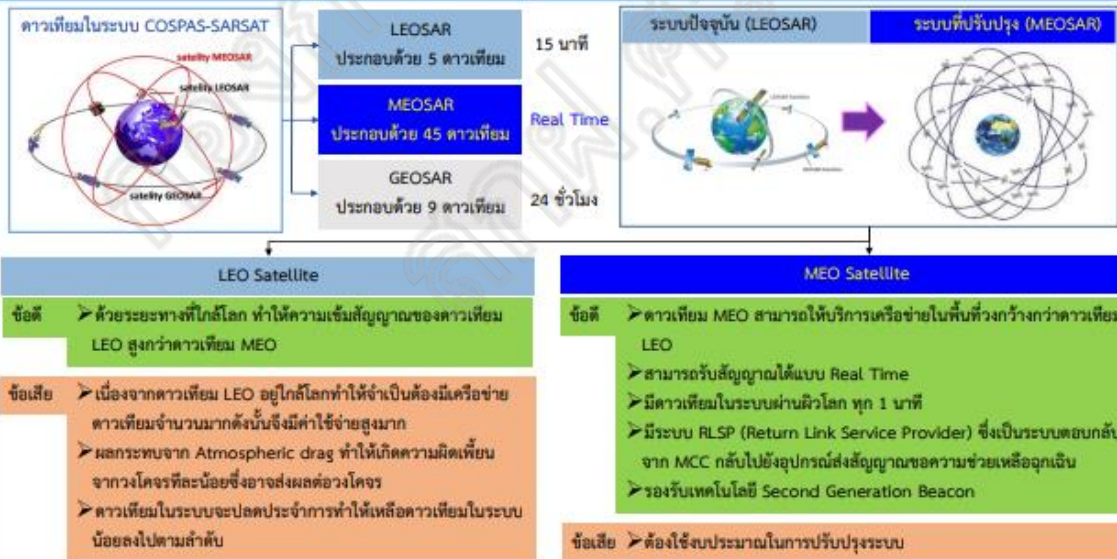 ดาวเทียมในระบบ COSPAS-SARSAT
satelity MEOSAR
satelity LEOSAR
satelity GEOSAR
LEOSAR
ประกอบด้วย 5 ดาวเทียม
15 นาที
MEOSAR
ประกอบด้วย 45 ดาวเทียม
Real Time
GEOSAR
ประกอบด้วย 9 ดาวเทียม
24 ชั่วโมง
ระบบปัจจุบัน (LEOSAR)
ระบบที่ปรับปรุง (MEOSAR)
LEO Satellite
ข้อดี
➤ด้วยระยะทางที่ใกล้โลก ทำให้ความเข้มสัญญาณของดาวเทียม
LEO สูงกว่าดาวเทียม MEO
ข้อเสีย
➤เนื่องจากดาวเทียม LEO อยู่ใกล้โลกทำให้จำเป็นต้องมีเครือข่าย
ดาวเทียมจำนวนมากดังนั้นจึงมีค่าใช้จ่ายสูงมาก
➤ผลกระทบจาก Atmospheric drag ทำให้เกิดความผิดเพี้ยน
จากวงโคจรทีละน้อยซึ่งอาจส่งผลต่อวงโคจร
➤ดาวเทียมในระบบจะปลดประจำการทำให้เหลือดาวเทียมในระบบ
น้อยลงไปตามลำดับ
MEO Satellite
ข้อดี
➤ดาวเทียม MEO สามารถให้บริการเครือข่ายในพื้นที่วงกว้างกว่าดาวเทียม
LEO
➤สามารถรับสัญญาณได้แบบ Real Time
➤มีดาวเทียมในระบบผ่านผิวโลก ทุก 1 นาที
➤มีระบบ RLSP (Return Link Service Provider) ซึ่งเป็นระบบตอบกลับ
จาก MCC กลับไปยังอุปกรณ์ส่งสัญญาณขอความช่วยเหลือฉุกเฉิน
➤รองรับเทคโนโลยี Second Generation Beacon
ข้อเสีย ➤ต้องใช้งบประมาณในการปรับปรุงระบบ